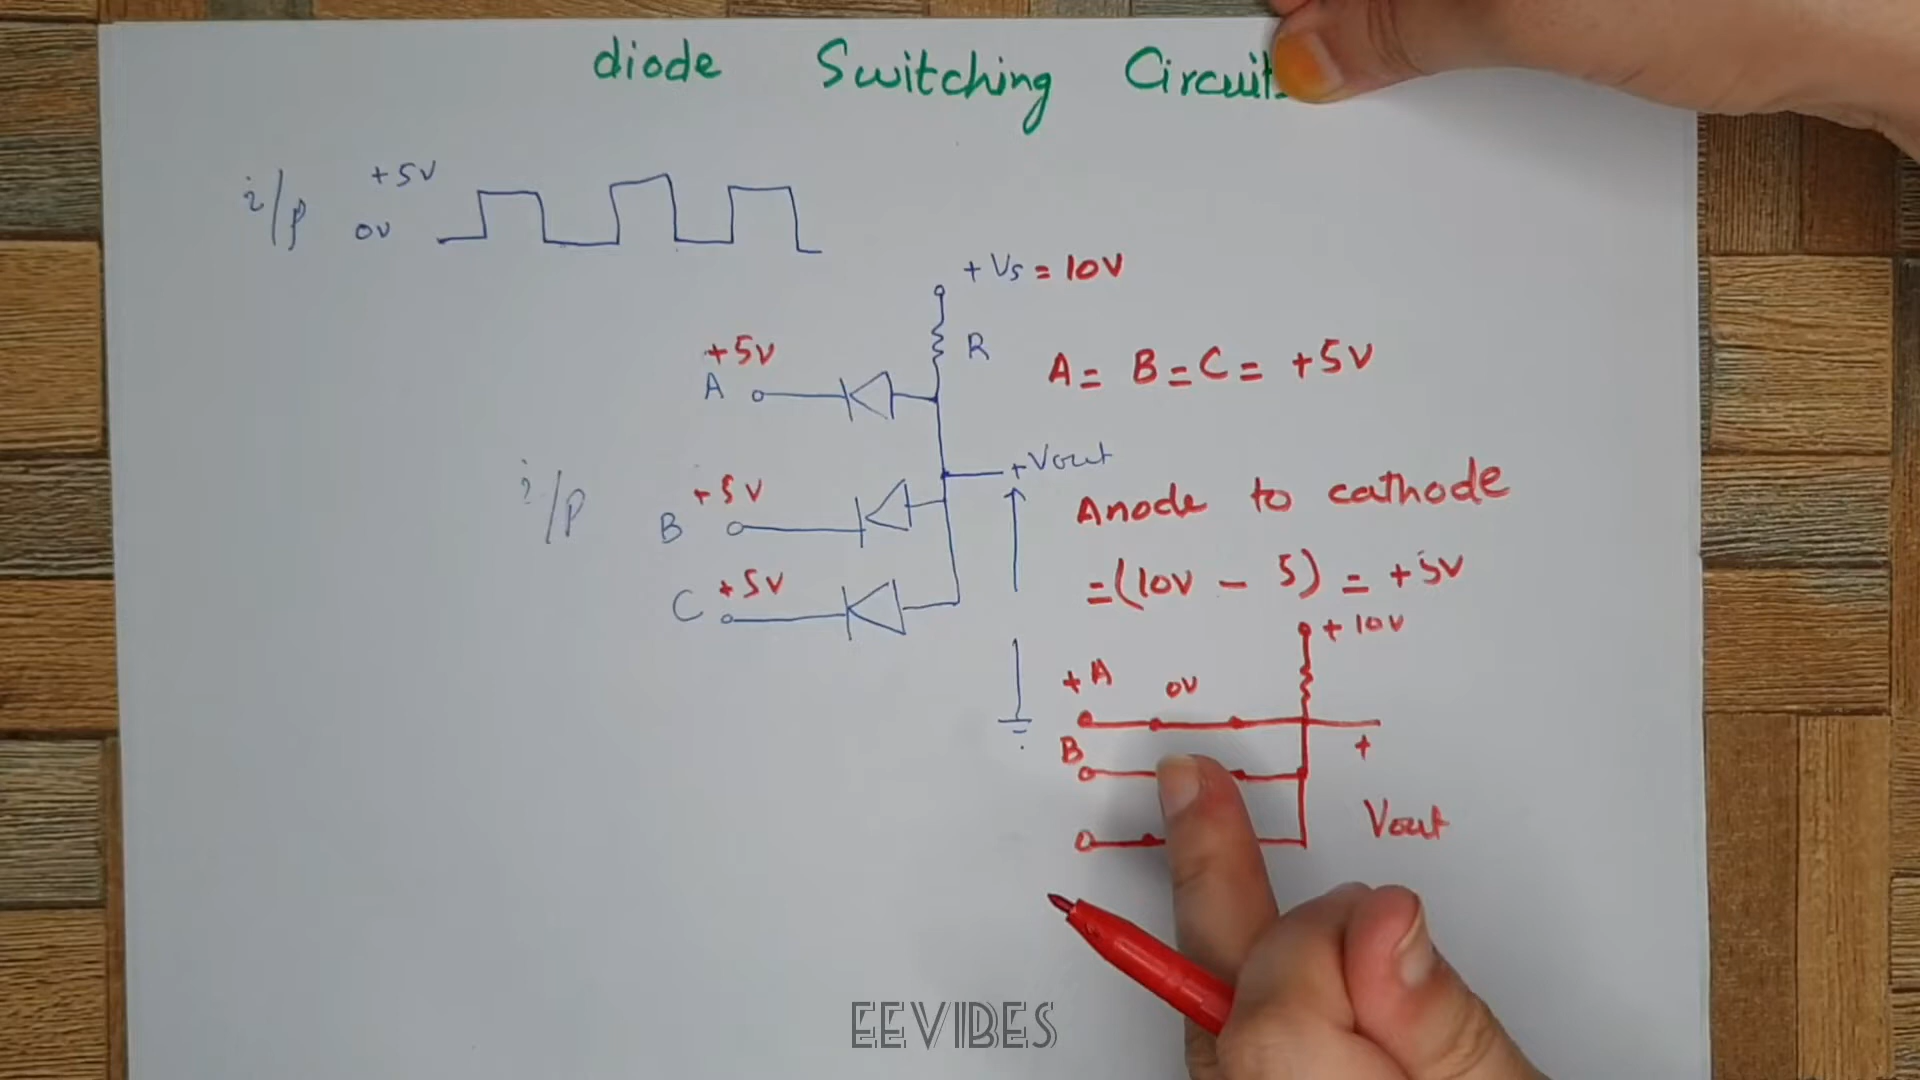 diode Switching Circuits
i/p +5V
0V
+Vs = 10V
R
+5V
A
A = B = C = +5V
+Vout
i/p
+5V
B
Anode to cathode
C +5V
= (10V - 5) = +5V
+10V
+A 0V
B
+
Vout
EEVIBES